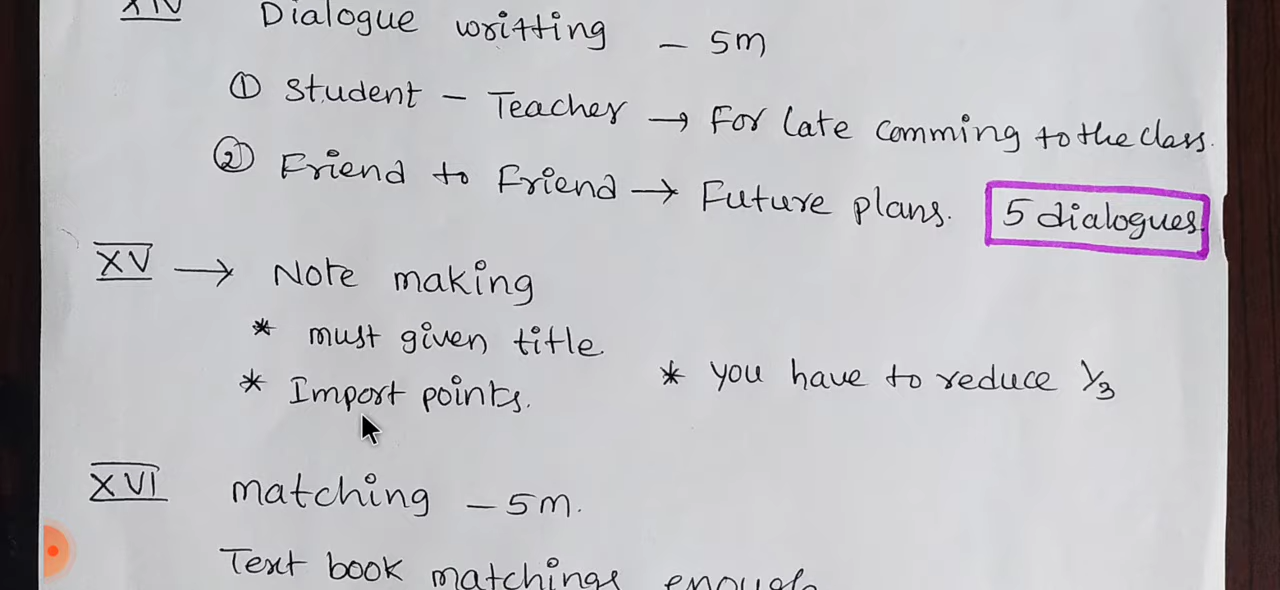 XIV Dialogue writting - 5m
① Student - Teacher → For late comming to the class.
② Friend to Friend → Future plans. 5 dialogues
XV → Note making
* must given title.
* Import points. * you have to reduce 1/3
XVI matching - 5m.
Text book matchings enough